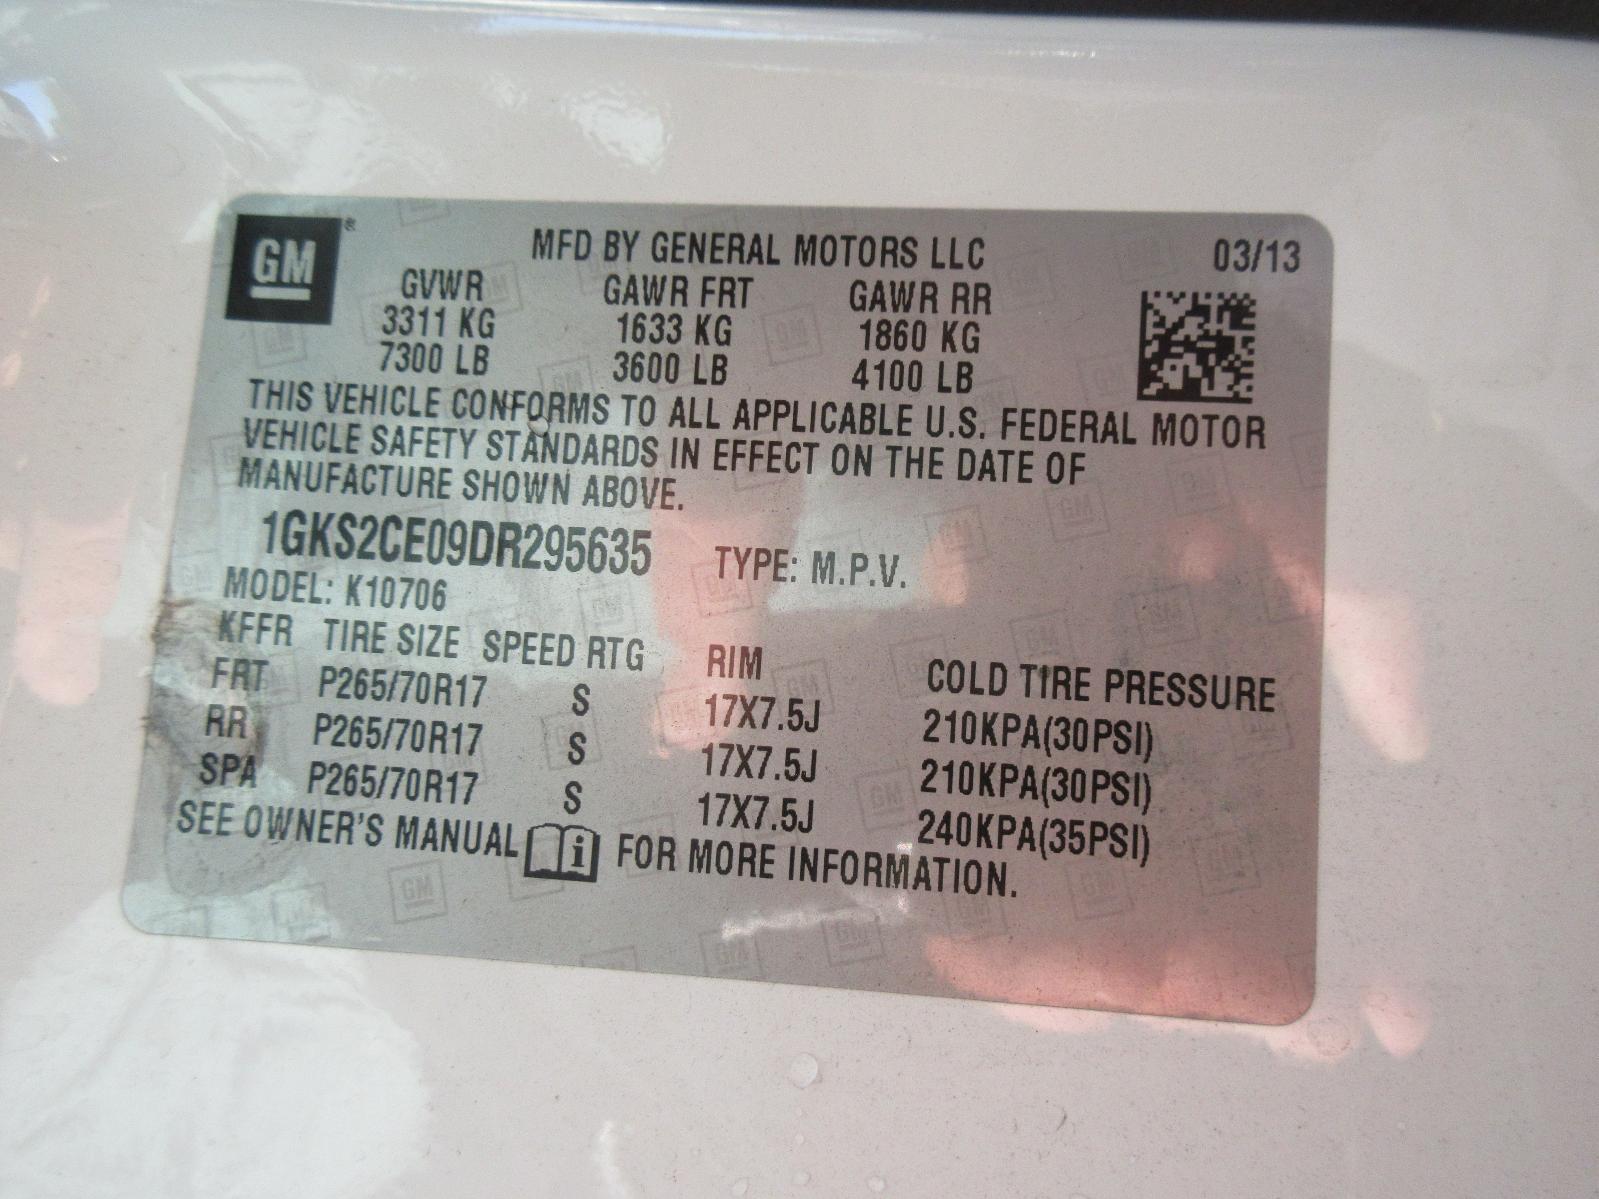 GM ® MFD BY GENERAL MOTORS LLC 03/13
GVWR GAWR FRT GAWR RR
3311 KG 1633 KG 1860 KG
7300 LB 3600 LB 4100 LB
THIS VEHICLE CONFORMS TO ALL APPLICABLE U.S. FEDERAL MOTOR
VEHICLE SAFETY STANDARDS IN EFFECT ON THE DATE OF
MANUFACTURE SHOWN ABOVE.
1GKS2CE09DR295635 TYPE: M.P.V.
MODEL: K10706
KFFR TIRE SIZE SPEED RTG RIM COLD TIRE PRESSURE
FRT P265/70R17 S 17X7.5J 210KPA(30PSI)
RR P265/70R17 S 17X7.5J 210KPA(30PSI)
SPA P265/70R17 S 17X7.5J 240KPA(35PSI)
SEE OWNER'S MANUAL i FOR MORE INFORMATION.